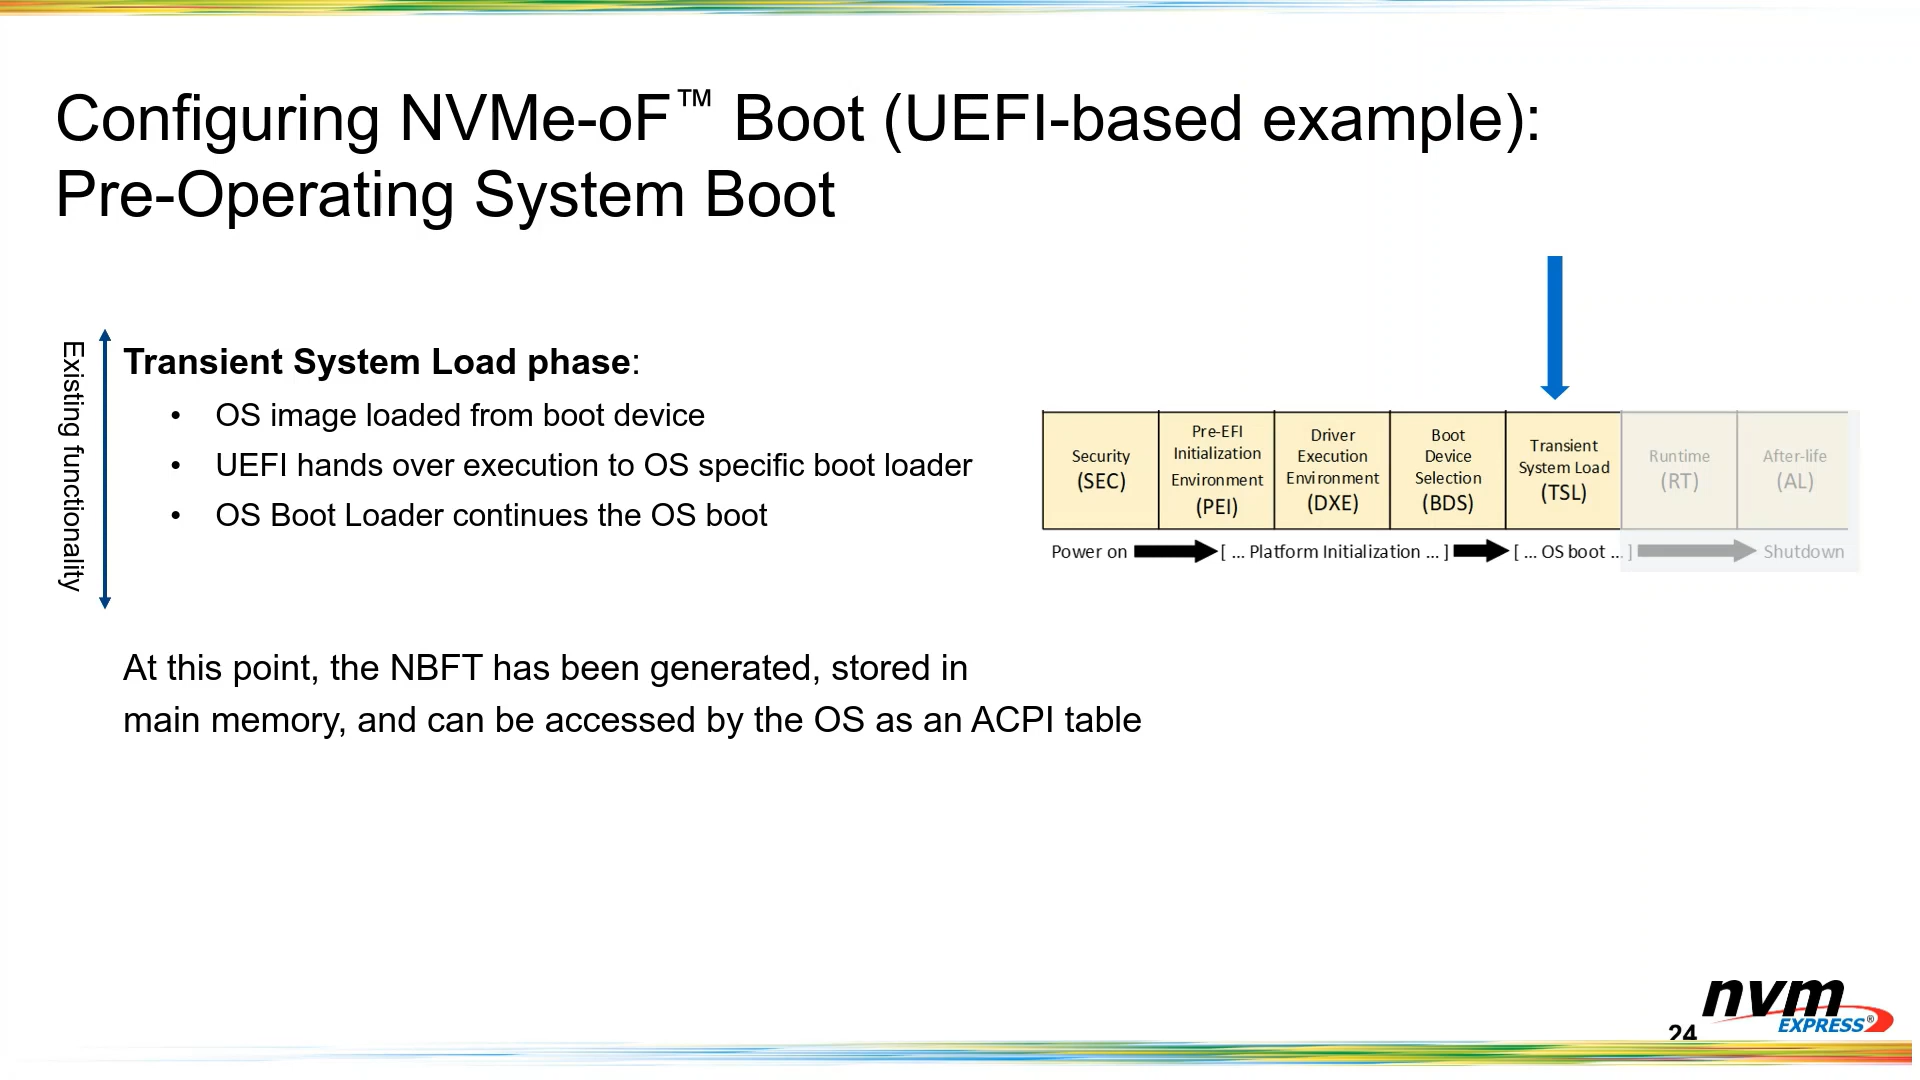 Configuring NVMe-oF™ Boot (UEFI-based example):
Pre-Operating System Boot
Existing functionality
Transient System Load phase:
• OS image loaded from boot device
• UEFI hands over execution to OS specific boot loader
• OS Boot Loader continues the OS boot
Security
(SEC)
Pre-EFI
Initialization
Environment
(PEI)
Driver
Execution
Environment
(DXE)
Boot
Device
Selection
(BDS)
Transient
System Load
(TSL)
Runtime
(RT)
After-life
(AL)
Power on [ ... Platform Initialization ... ] [ ... OS boot ... ] Shutdown
At this point, the NBFT has been generated, stored in
main memory, and can be accessed by the OS as an ACPI table
nvm
EXPRESS®
24